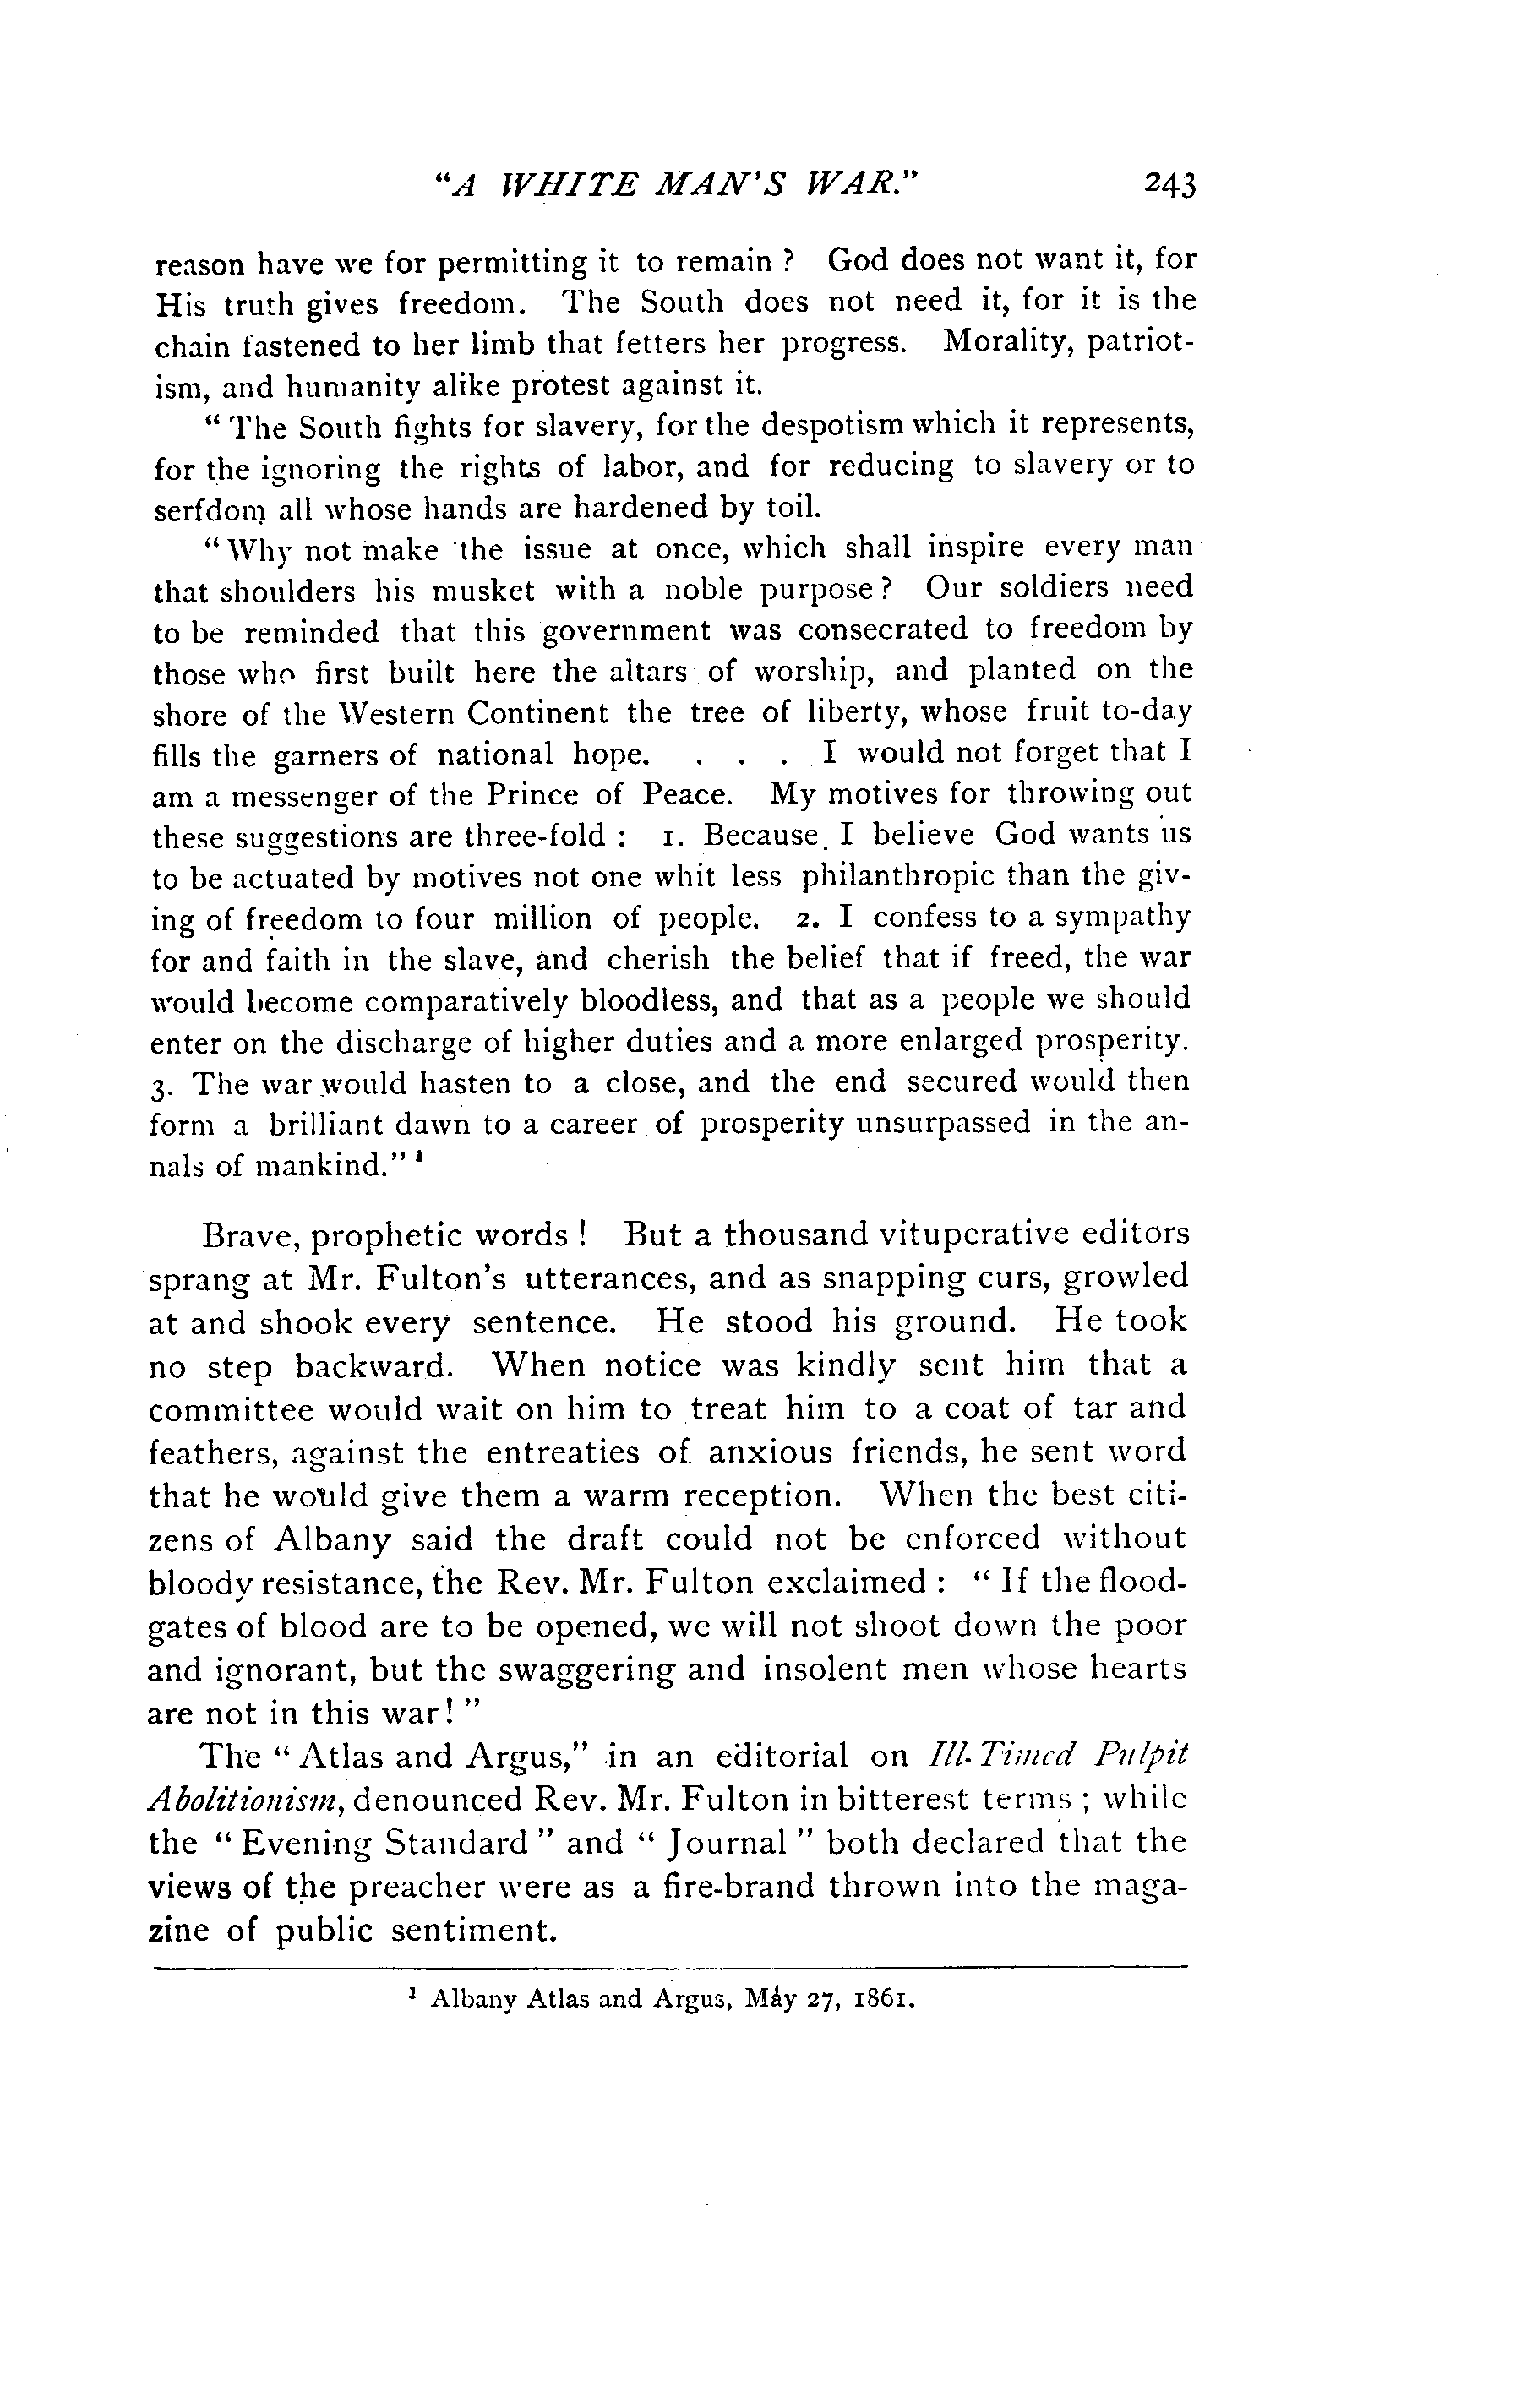 "A WHITE MAN'S WAR." 243
reason have we for permitting it to remain ? God does not want it, for
His truth gives freedom. The South does not need it, for it is the
chain fastened to her limb that fetters her progress. Morality, patriot-
ism, and humanity alike protest against it.
" The South fights for slavery, for the despotism which it represents,
for the ignoring the rights of labor, and for reducing to slavery or to
serfdom all whose hands are hardened by toil.
" Why not make the issue at once, which shall inspire every man
that shoulders his musket with a noble purpose ? Our soldiers need
to be reminded that this government was consecrated to freedom by
those who first built here the altars of worship, and planted on the
shore of the Western Continent the tree of liberty, whose fruit to-day
fills the garners of national hope. . . . I would not forget that I
am a messenger of the Prince of Peace. My motives for throwing out
these suggestions are three-fold : 1. Because I believe God wants us
to be actuated by motives not one whit less philanthropic than the giv-
ing of freedom to four million of people. 2. I confess to a sympathy
for and faith in the slave, and cherish the belief that if freed, the war
would become comparatively bloodless, and that as a people we should
enter on the discharge of higher duties and a more enlarged prosperity.
3. The war would hasten to a close, and the end secured would then
form a brilliant dawn to a career of prosperity unsurpassed in the an-
nals of mankind." ¹
Brave, prophetic words ! But a thousand vituperative editors
sprang at Mr. Fulton's utterances, and as snapping curs, growled
at and shook every sentence. He stood his ground. He took
no step backward. When notice was kindly sent him that a
committee would wait on him to treat him to a coat of tar and
feathers, against the entreaties of anxious friends, he sent word
that he would give them a warm reception. When the best citi-
zens of Albany said the draft could not be enforced without
bloody resistance, the Rev. Mr. Fulton exclaimed : " If the flood-
gates of blood are to be opened, we will not shoot down the poor
and ignorant, but the swaggering and insolent men whose hearts
are not in this war! "
The " Atlas and Argus," in an editorial on Ill-Timed Pulpit
Abolitionism, denounced Rev. Mr. Fulton in bitterest terms ; while
the " Evening Standard " and " Journal " both declared that the
views of the preacher were as a fire-brand thrown into the maga-
zine of public sentiment.
¹ Albany Atlas and Argus, May 27, 1861.